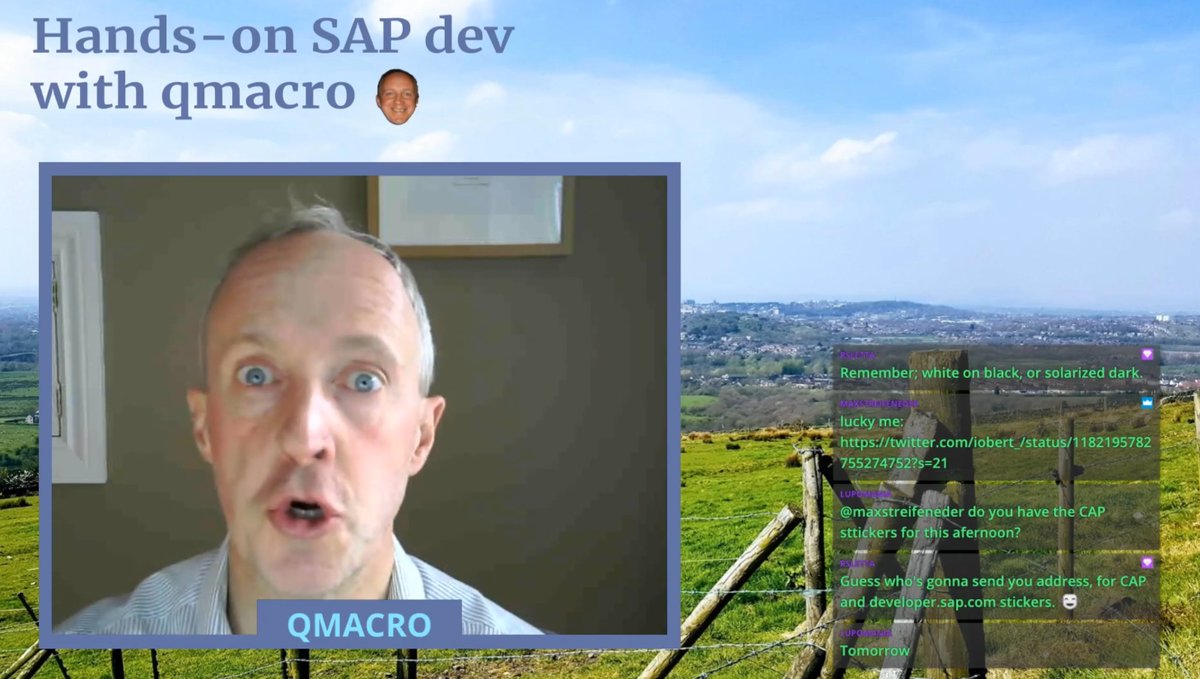 Hands-on SAP dev
with qmacro
QMACRO
Remember; white on black, or solarized dark.
MAXSTREIFENEDER
lucky me:
https://twitter.com/iobert_/status/1182195782
755274752?s=21
@maxstreifeneder do you have the CAP
sttickers for this afernoon?
Guess who's gonna send you address, for CAP
and developer.sap.com stickers.
Tomorrow